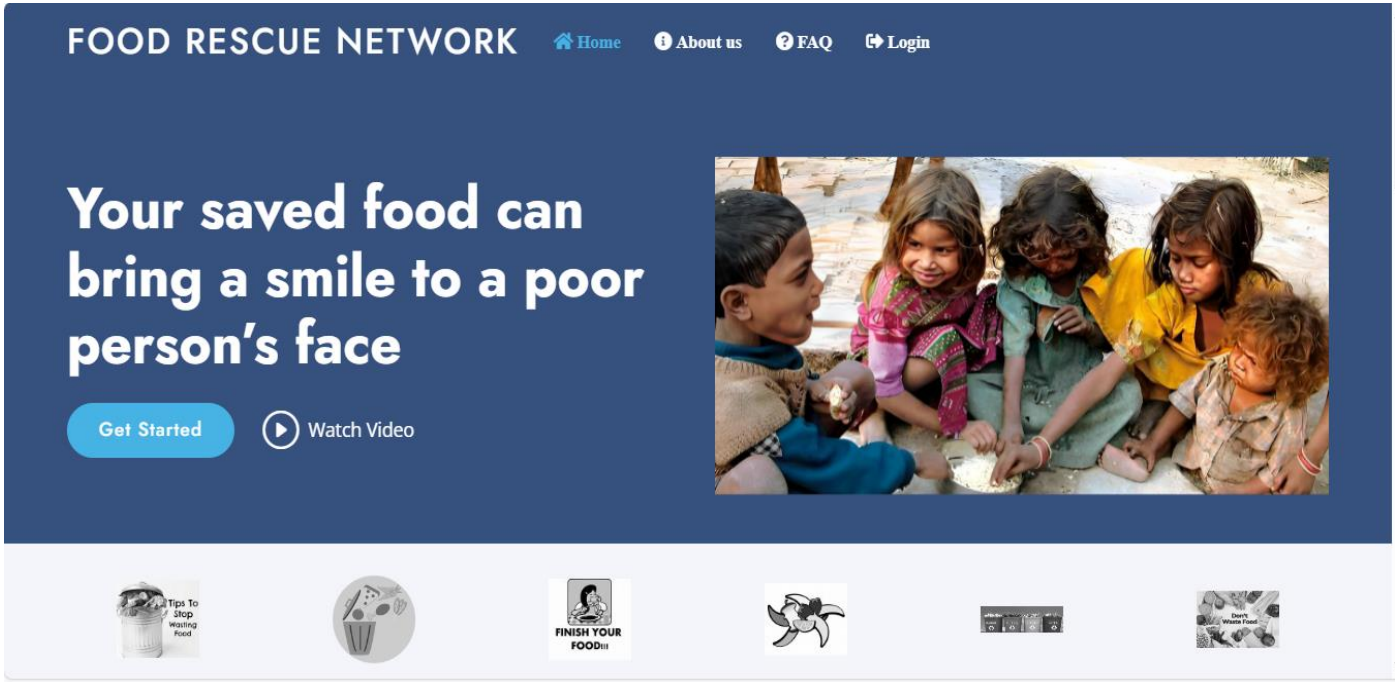 FOOD RESCUE NETWORK Home About us FAQ Login
Your saved food can
bring a smile to a poor
person's face
Get Started Watch Video
Tips To
Stop
Wasting
Food
FINISH YOUR
FOOD!!!
Don't
Waste Food